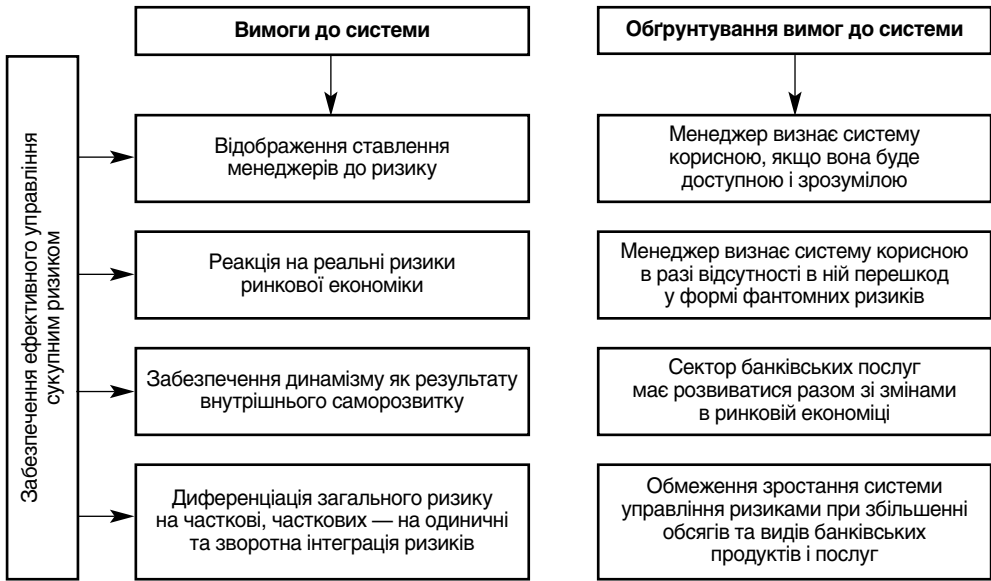 Забезпечення ефективного управління
сукупним ризиком
Вимоги до системи
Обґрунтування вимог до системи
Відображення ставлення
менеджерів до ризику
Менеджер визнає систему
корисною, якщо вона буде
доступною і зрозумілою
Реакція на реальні ризики
ринкової економіки
Менеджер визнає систему корисною
в разі відсутності в ній перешкод
у формі фантомних ризиків
Забезпечення динамізму як результату
внутрішнього саморозвитку
Сектор банківських послуг
має розвиватися разом зі змінами
в ринковій економіці
Диференціація загального ризику
на часткові, часткових — на одиничні
та зворотна інтеграція ризиків
Обмеження зростання системи
управління ризиками при збільшенні
обсягів та видів банківських
продуктів і послуг